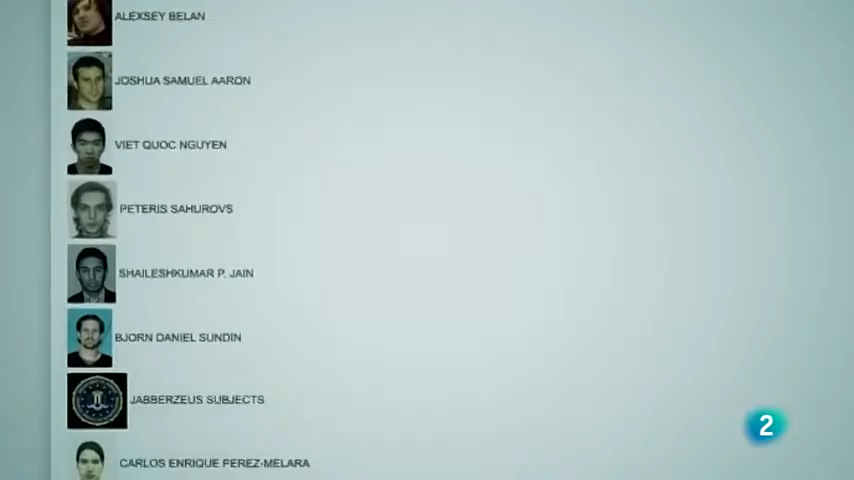 ALEXSEY BELAN
JOSHUA SAMUEL AARON
VIET QUOC NGUYEN
PETERIS SAHUROVS
SHAILESHKUMAR P. JAIN
BJORN DANIEL SUNDIN
JABBERZEUS SUBJECTS
CARLOS ENRIQUE PEREZ-MELARA
2